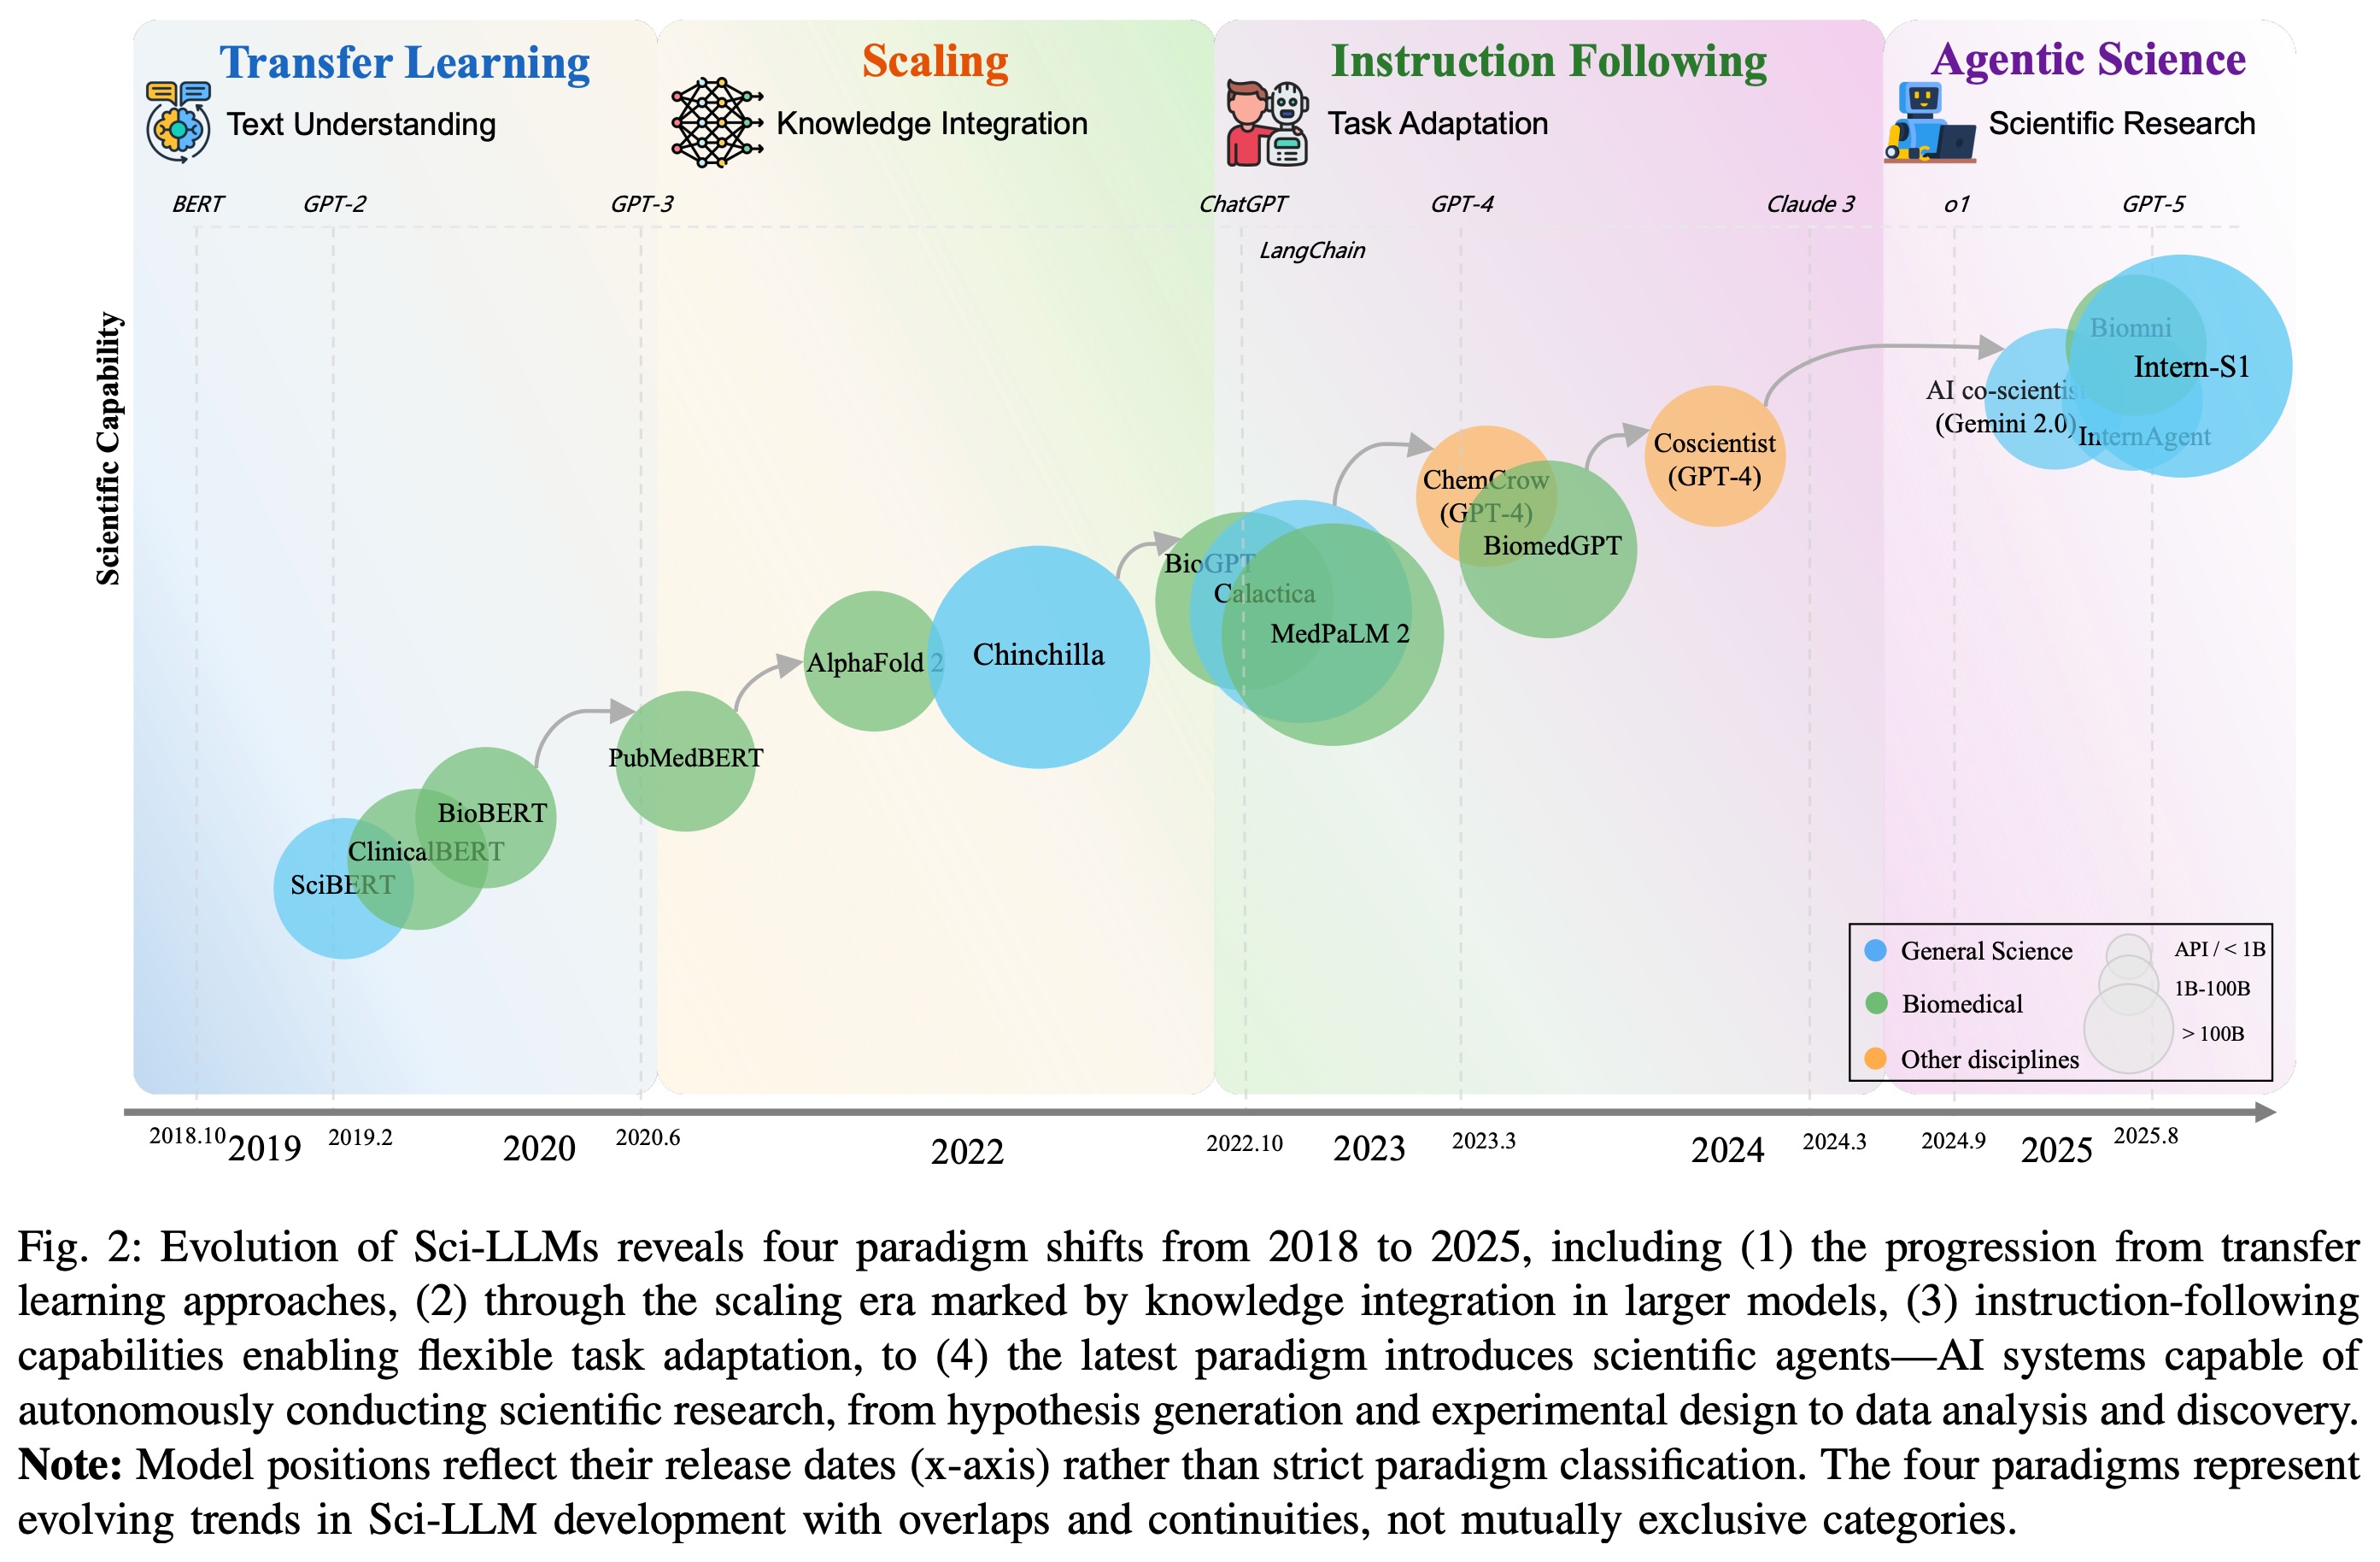 Transfer Learning
Text Understanding
Scaling
Knowledge Integration
Instruction Following
Task Adaptation
Agentic Science
Scientific Research
BERT
GPT-2
GPT-3
ChatGPT
LangChain
GPT-4
Claude 3
o1
GPT-5
Scientific Capability
SciBERT
ClinicalBERT
BioBERT
PubMedBERT
AlphaFold 2
Chinchilla
BioGPT
Calactica
MedPaLM 2
ChemCrow
(GPT-4)
BiomedGPT
Coscientist
(GPT-4)
AI co-scientist
(Gemini 2.0)
Biomni
Intern-S1
InternAgent
General Science
Biomedical
Other disciplines
API / < 1B
1B-100B
> 100B
2018.10
2019
2019.2
2020
2020.6
2022
2022.10
2023
2023.3
2024
2024.3
2024.9
2025
2025.8
Fig. 2: Evolution of Sci-LLMs reveals four paradigm shifts from 2018 to 2025, including (1) the progression from transfer
learning approaches, (2) through the scaling era marked by knowledge integration in larger models, (3) instruction-following
capabilities enabling flexible task adaptation, to (4) the latest paradigm introduces scientific agents—AI systems capable of
autonomously conducting scientific research, from hypothesis generation and experimental design to data analysis and discovery.
Note: Model positions reflect their release dates (x-axis) rather than strict paradigm classification. The four paradigms represent
evolving trends in Sci-LLM development with overlaps and continuities, not mutually exclusive categories.